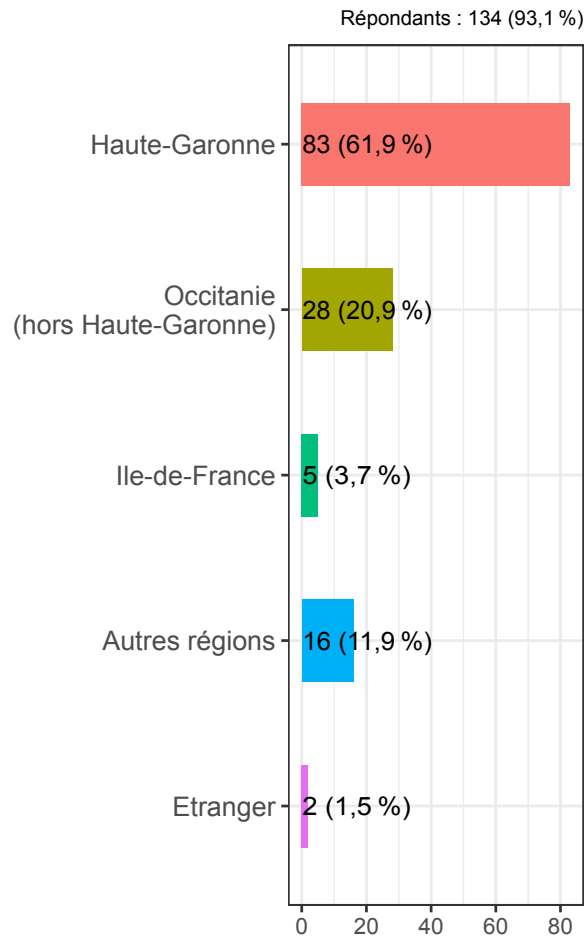 Répondants : 134 (93,1 %)
Haute-Garonne
83 (61,9 %)
Occitanie
(hors Haute-Garonne)
28 (20,9 %)
Ile-de-France
5 (3,7 %)
Autres régions
16 (11,9 %)
Etranger
2 (1,5 %)
0 20 40 60 80